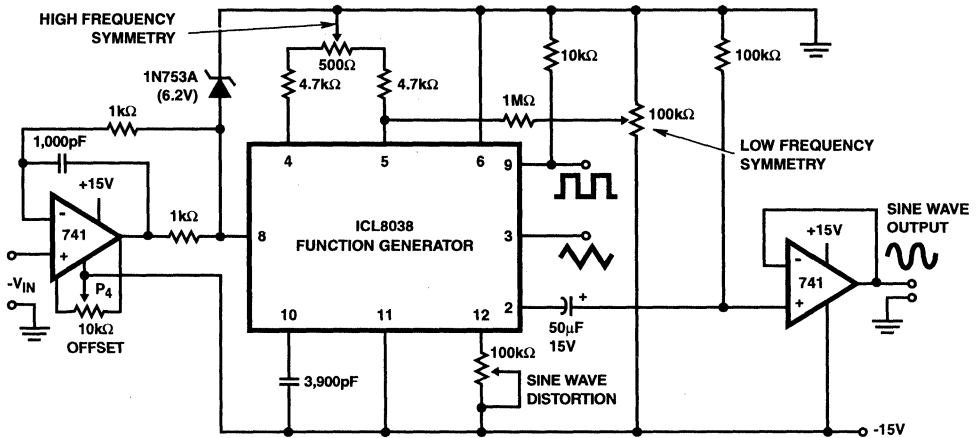 HIGH FREQUENCY
SYMMETRY
500Ω
1N753A
(6.2V)
4.7kΩ
4.7kΩ
10kΩ
100kΩ
1kΩ
1MΩ
100kΩ
1,000pF
LOW FREQUENCY
SYMMETRY
4
5
6
9
+15V
-
741
+
1kΩ
8
ICL8038
FUNCTION GENERATOR
3
SINE WAVE
OUTPUT
+15V
-
741
+
-VIN
P4
10kΩ
OFFSET
10
11
12
2
+
50μF
15V
3,900pF
100kΩ
SINE WAVE
DISTORTION
-15V